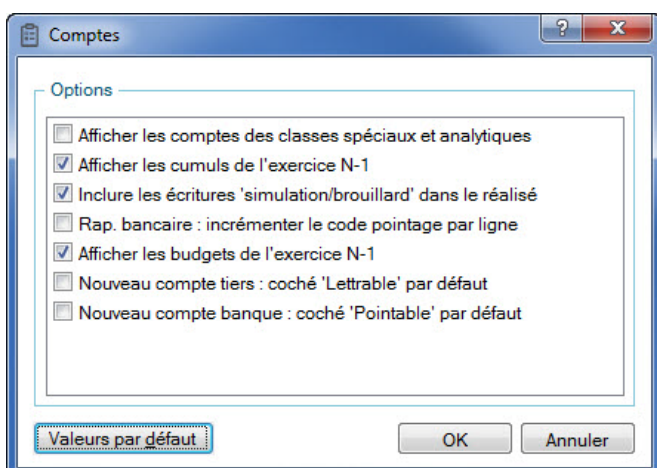 Comptes
Options
Afficher les comptes des classes spéciaux et analytiques
Afficher les cumuls de l'exercice N-1
Inclure les écritures 'simulation/brouillard' dans le réalisé
Rap. bancaire : incrémenter le code pointage par ligne
Afficher les budgets de l'exercice N-1
Nouveau compte tiers : coché 'Lettrable' par défaut
Nouveau compte banque : coché 'Pointable' par défaut
Valeurs par défaut OK Annuler